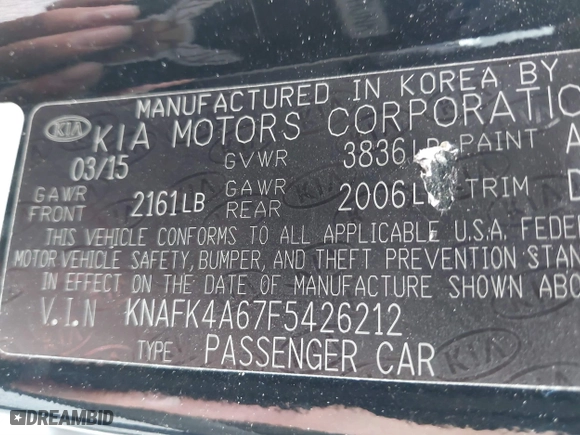 MANUFACTURED IN KOREA BY
KIA KIA MOTORS CORPORATIO
03/15 GVWR 3836LB PAINT A
GAWR FRONT 2161LB GAWR REAR 2006L TRIM D
THIS VEHICLE CONFORMS TO ALL APPLICABLE U.S.A. FEDE
MOTOR VEHICLE SAFETY, BUMPER, AND THEFT PREVENTION STAN
IN EFFECT ON THE DATE OF MANUFACTURE SHOWN ABO
V.I.N KNAFK4A67F5426212
TYPE PASSENGER CAR
DREAMBID